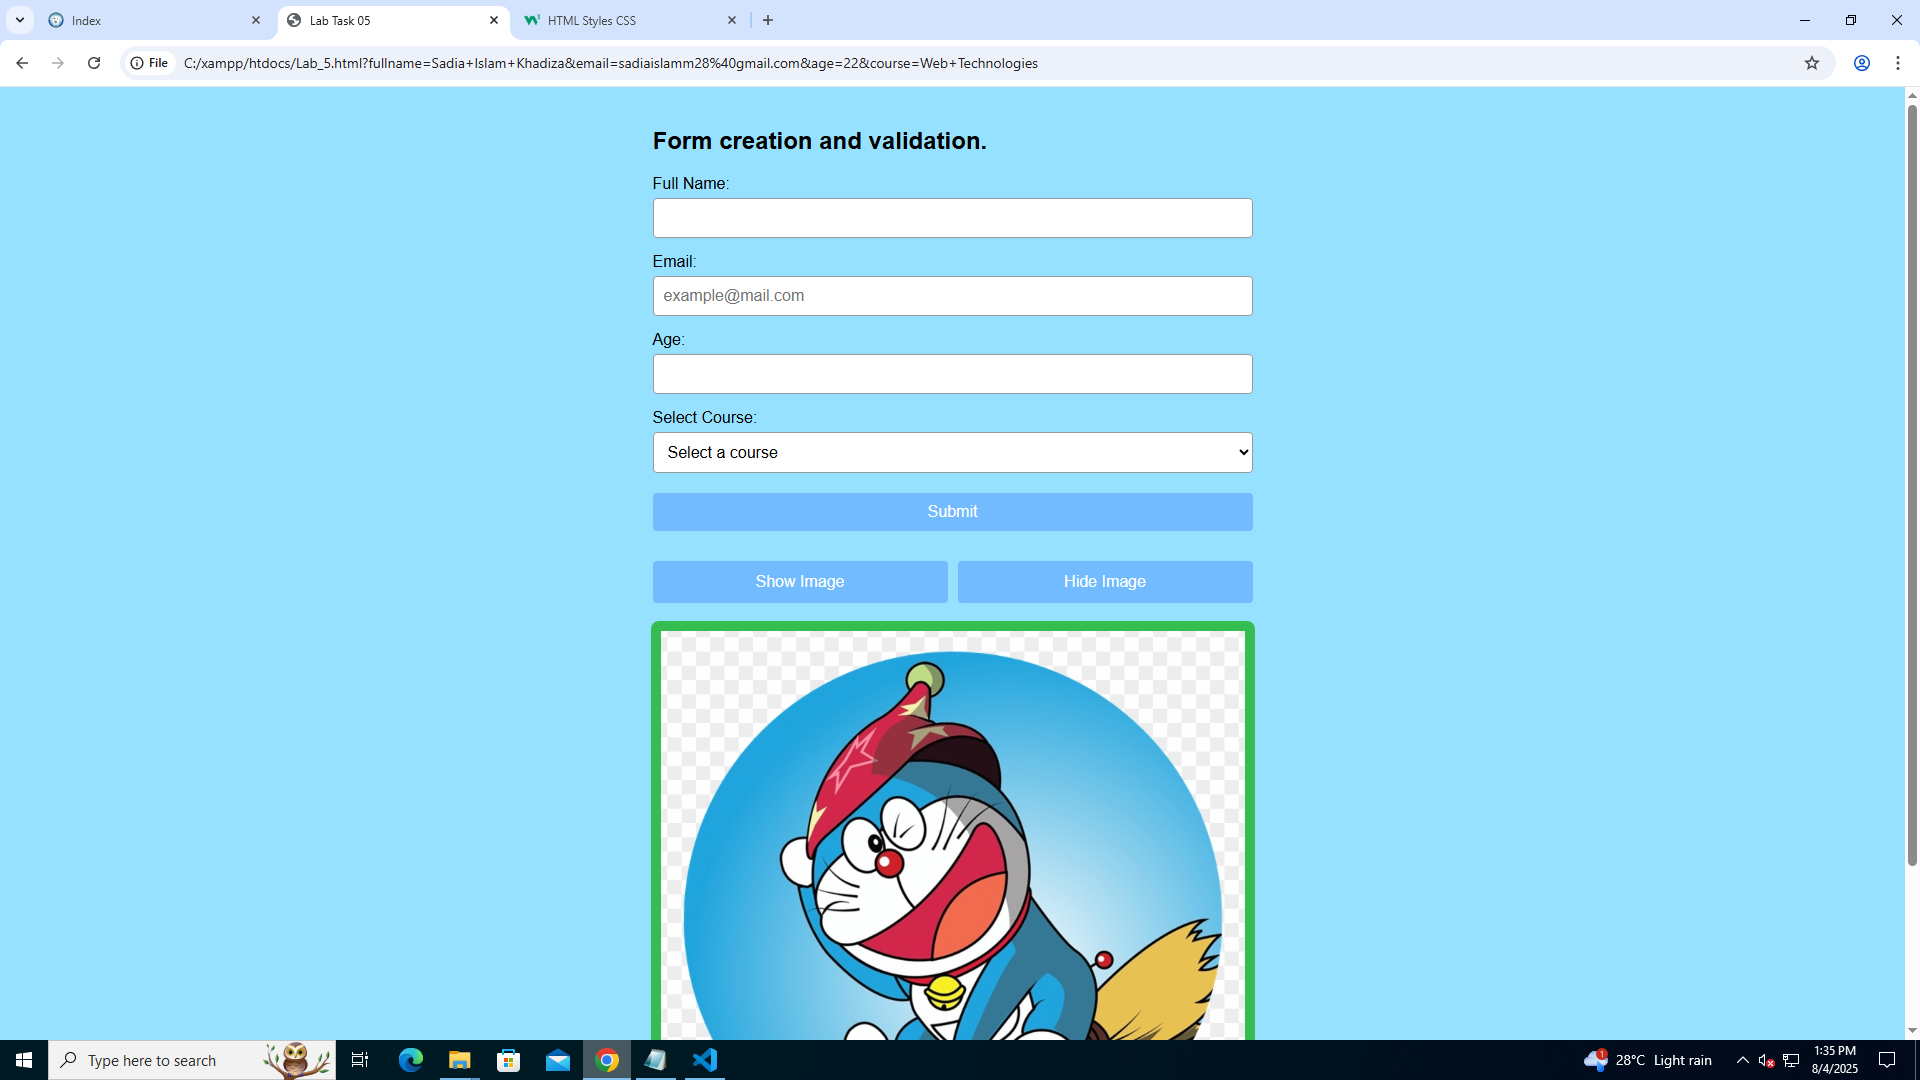 Index
Lab Task 05
HTML Styles CSS
File
C:/xampp/htdocs/Lab_5.html?fullname=Sadia+Islam+Khadiza&email=sadiaislamm28%40gmail.com&age=22&course=Web+Technologies
Form creation and validation.
Full Name:
Email:
example@mail.com
Age:
Select Course:
Select a course
Submit
Show Image Hide Image
Type here to search
1
28°C Light rain
1:35 PM
8/4/2025